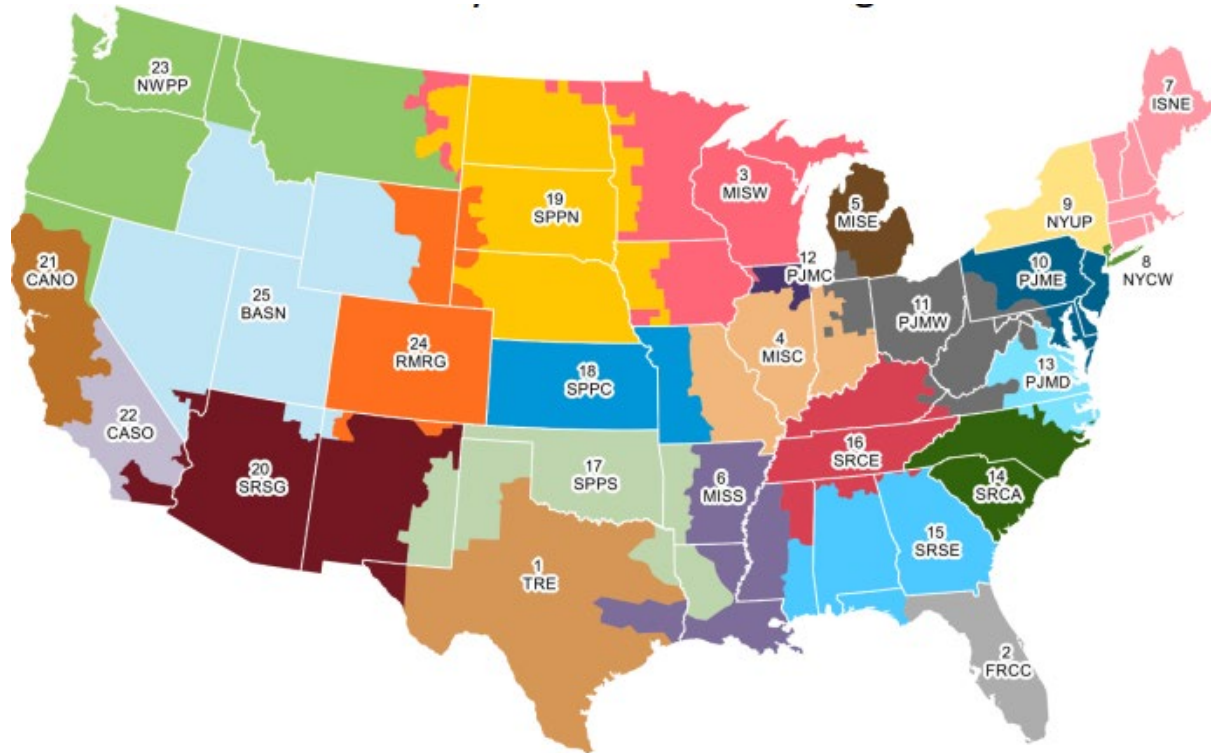 23
NWPP
7
ISNE
3
MISW
19
SPPN
5
MISE
9
NYUP
21
CANO
12
PJMC
10
PJME
8
NYCW
25
BASN
11
PJMW
24
RMRG
4
MISC
18
SPPC
13
PJMD
22
CASO
16
SRCE
20
SRSG
17
SPPS
6
MISS
14
SRCA
15
SRSE
1
TRE
2
FRCC